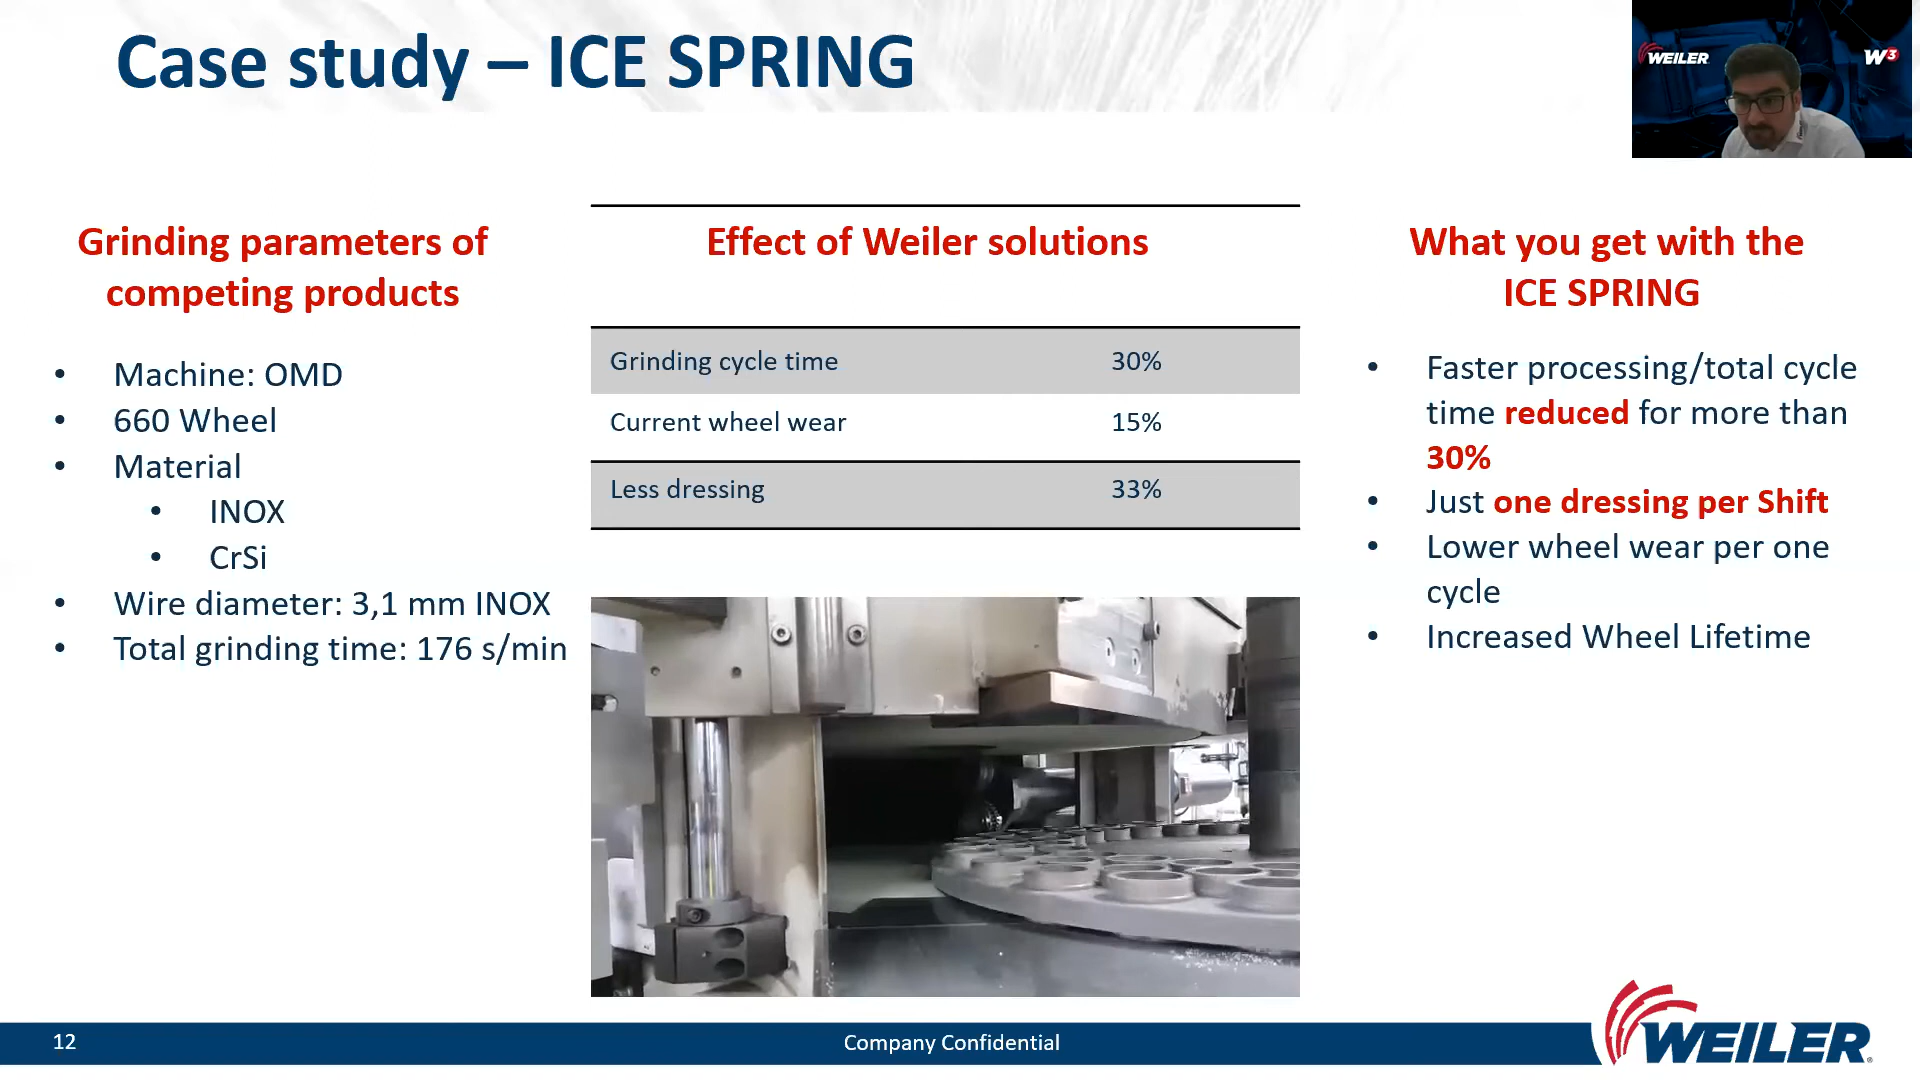 Case study – ICE SPRING
WEILER
W3
Grinding parameters of
competing products
• Machine: OMD
• 660 Wheel
• Material
• INOX
• CrSi
• Wire diameter: 3,1 mm INOX
• Total grinding time: 176 s/min
Effect of Weiler solutions
Grinding cycle time 30%
Current wheel wear 15%
Less dressing 33%
What you get with the
ICE SPRING
• Faster processing/total cycle
time reduced for more than
30%
• Just one dressing per Shift
• Lower wheel wear per one
cycle
• Increased Wheel Lifetime
12
Company Confidential
WEILER®